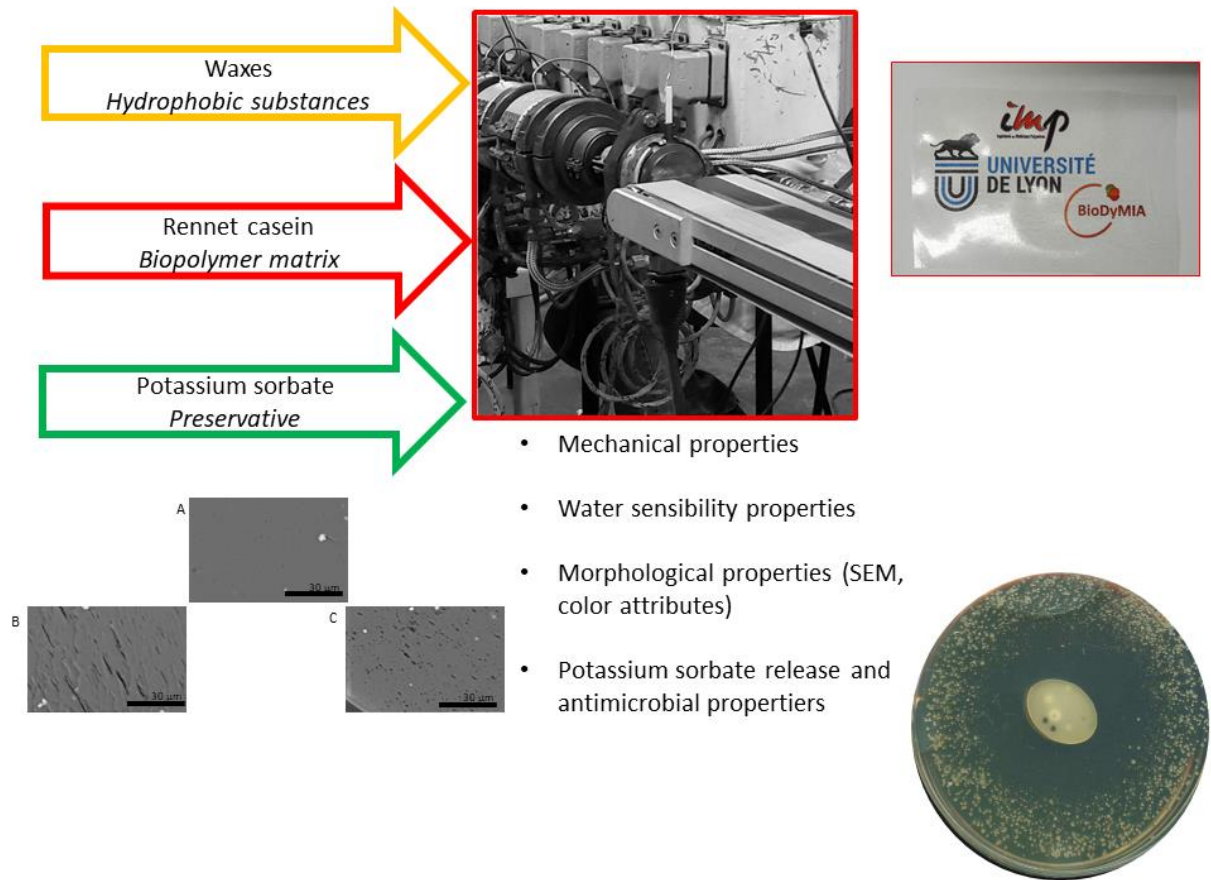 Waxes
Hydrophobic substances
Rennet casein
Biopolymer matrix
Potassium sorbate
Preservative
imp
UNIVERSITÉ
DE LYON
BioDyMIA
• Mechanical properties
• Water sensibility properties
• Morphological properties (SEM,
color attributes)
• Potassium sorbate release and
antimicrobial propertiers
A
30 µm
B
30 µm
C
30 µm